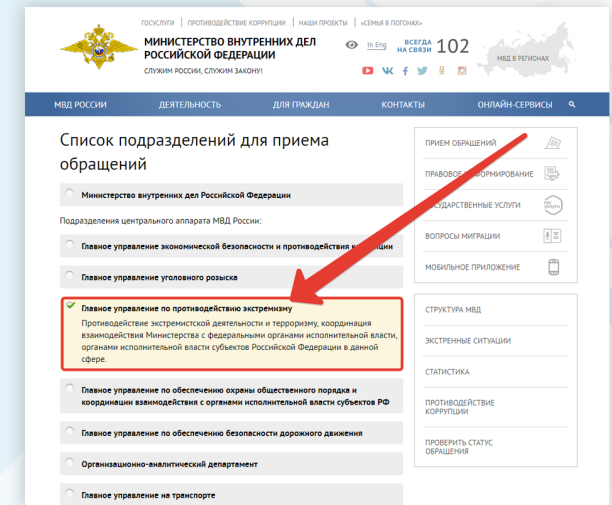 ГОСУСЛУГИ | ПРОТИВОДЕЙСТВИЕ КОРРУПЦИИ | НАШИ ПРОЕКТЫ | «СЕМЬЯ В ПОГОНАХ»
МИНИСТЕРСТВО ВНУТРЕННИХ ДЕЛ
РОССИЙСКОЙ ФЕДЕРАЦИИ
СЛУЖИМ РОССИИ, СЛУЖИМ ЗАКОНУ!
In Eng
ВСЕГДА
НА СВЯЗИ 102
МВД В РЕГИОНАХ
МВД РОССИИ ДЕЯТЕЛЬНОСТЬ ДЛЯ ГРАЖДАН КОНТАКТЫ ОНЛАЙН-СЕРВИСЫ
Список подразделений для приема
обращений
Министерство внутренних дел Российской Федерации
Подразделения центрального аппарата МВД России:
Главное управление экономической безопасности и противодействия
Главное управление уголовного розыска
Главное управление по противодействию экстремизму
Противодействие экстремистской деятельности и терроризму, координация
взаимодействия Министерства с федеральными органами исполнительной власти,
органами исполнительной власти субъектов Российской Федерации в данной
сфере.
Главное управление по обеспечению охраны общественного порядка и
координации взаимодействия с органами исполнительной власти субъектов РФ
Главное управление по обеспечению безопасности дорожного движения
Организационно-аналитический департамент
Главное управление на транспорте
ПРИЕМ ОБРАЩЕНИЙ
ПРАВОВОЕ
ГОСУДАРСТВЕННЫЕ УСЛУГИ
ВОПРОСЫ МИГРАЦИИ
МОБИЛЬНОЕ ПРИЛОЖЕНИЕ
СТРУКТУРА МВД
ЭКСТРЕННЫЕ СИТУАЦИИ
СТАТИСТИКА
ПРОТИВОДЕЙСТВИЕ
КОРРУПЦИИ
ПРОВЕРИТЬ СТАТУС
ОБРАЩЕНИЯ